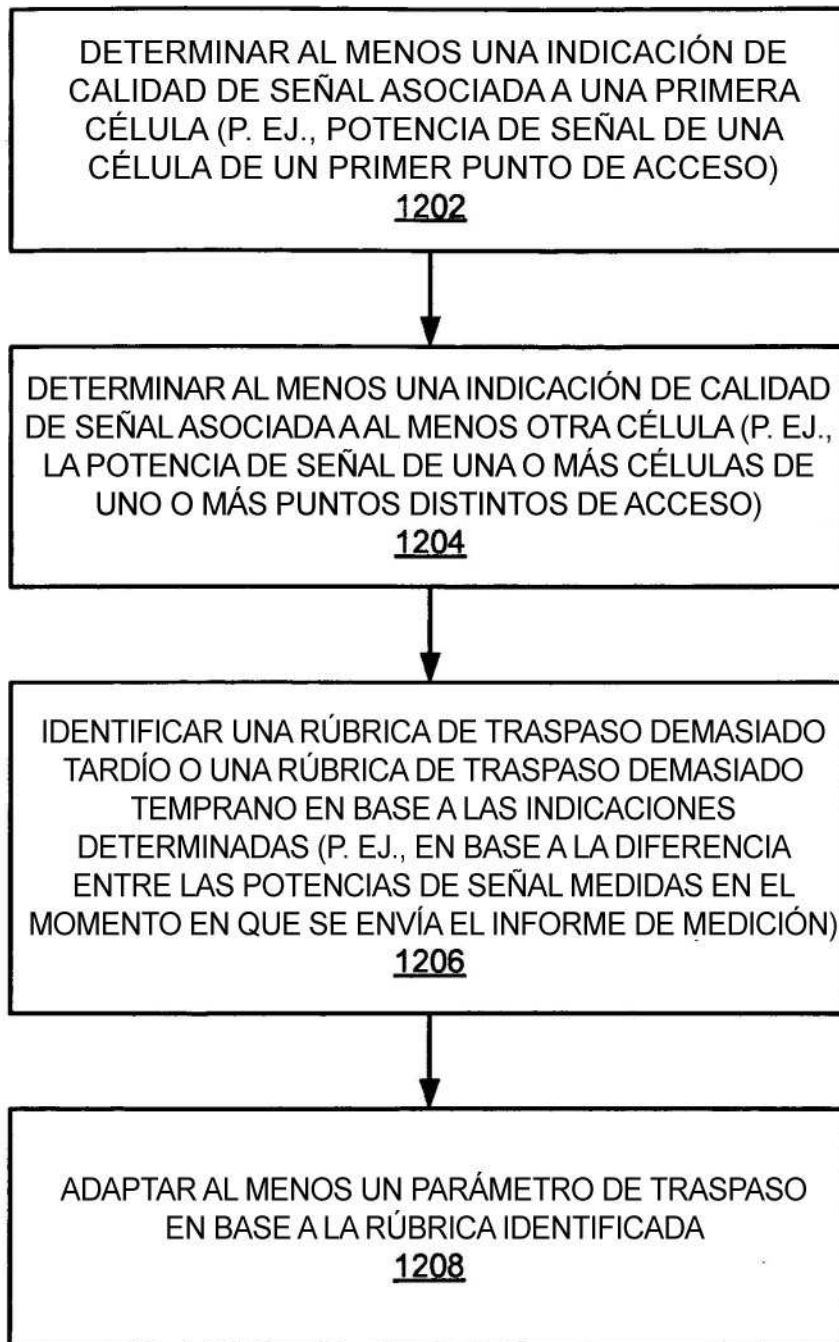 DETERMINAR AL MENOS UNA INDICACIÓN DE
CALIDAD DE SEÑAL ASOCIADA A UNA PRIMERA
CÉLULA (P. EJ., POTENCIA DE SEÑAL DE UNA
CÉLULA DE UN PRIMER PUNTO DE ACCESO)
1202
DETERMINAR AL MENOS UNA INDICACIÓN DE CALIDAD
DE SEÑAL ASOCIADA A AL MENOS OTRA CÉLULA (P. EJ.,
LA POTENCIA DE SEÑAL DE UNA O MÁS CÉLULAS DE
UNO O MÁS PUNTOS DISTINTOS DE ACCESO)
1204
IDENTIFICAR UNA RÚBRICA DE TRASPASO DEMASIADO
TARDÍO O UNA RÚBRICA DE TRASPASO DEMASIADO
TEMPRANO EN BASE A LAS INDICACIONES
DETERMINADAS (P. EJ., EN BASE A LA DIFERENCIA
ENTRE LAS POTENCIAS DE SEÑAL MEDIDAS EN EL
MOMENTO EN QUE SE ENVÍA EL INFORME DE MEDICIÓN)
1206
ADAPTAR AL MENOS UN PARÁMETRO DE TRASPASO
EN BASE A LA RÚBRICA IDENTIFICADA
1208